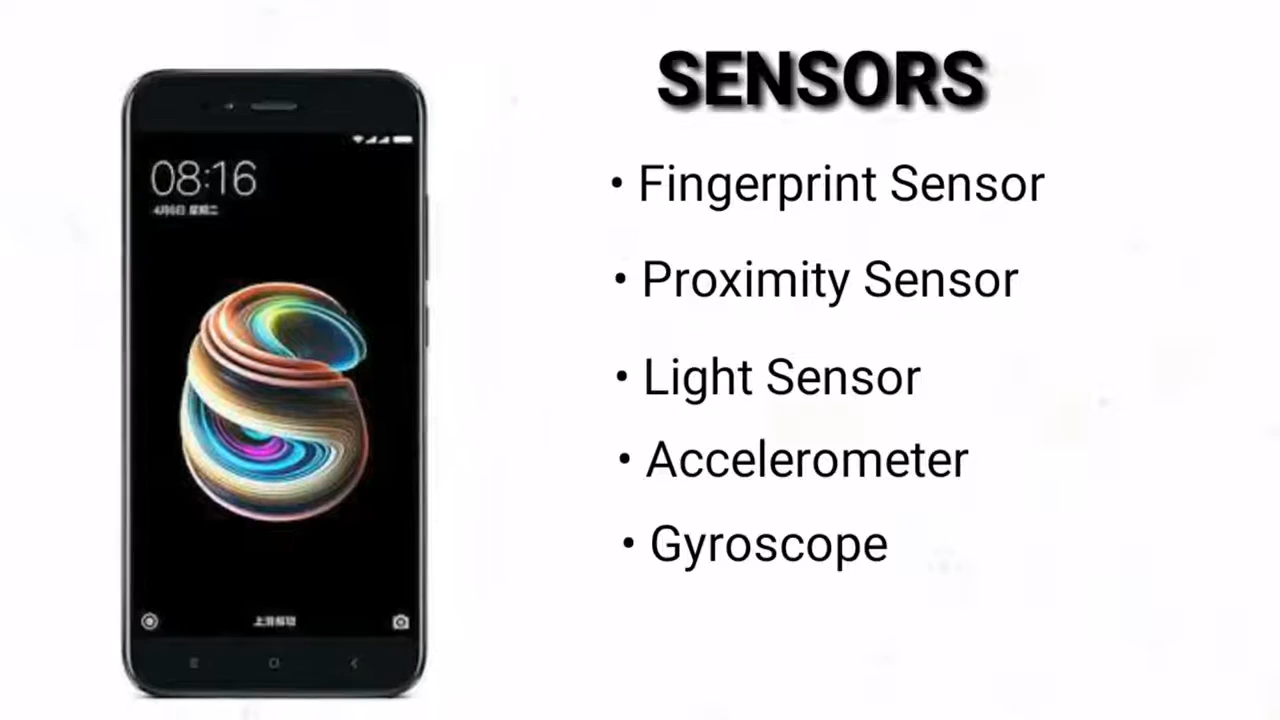 SENSORS
08:16
• Fingerprint Sensor
• Proximity Sensor
• Light Sensor
• Accelerometer
• Gyroscope